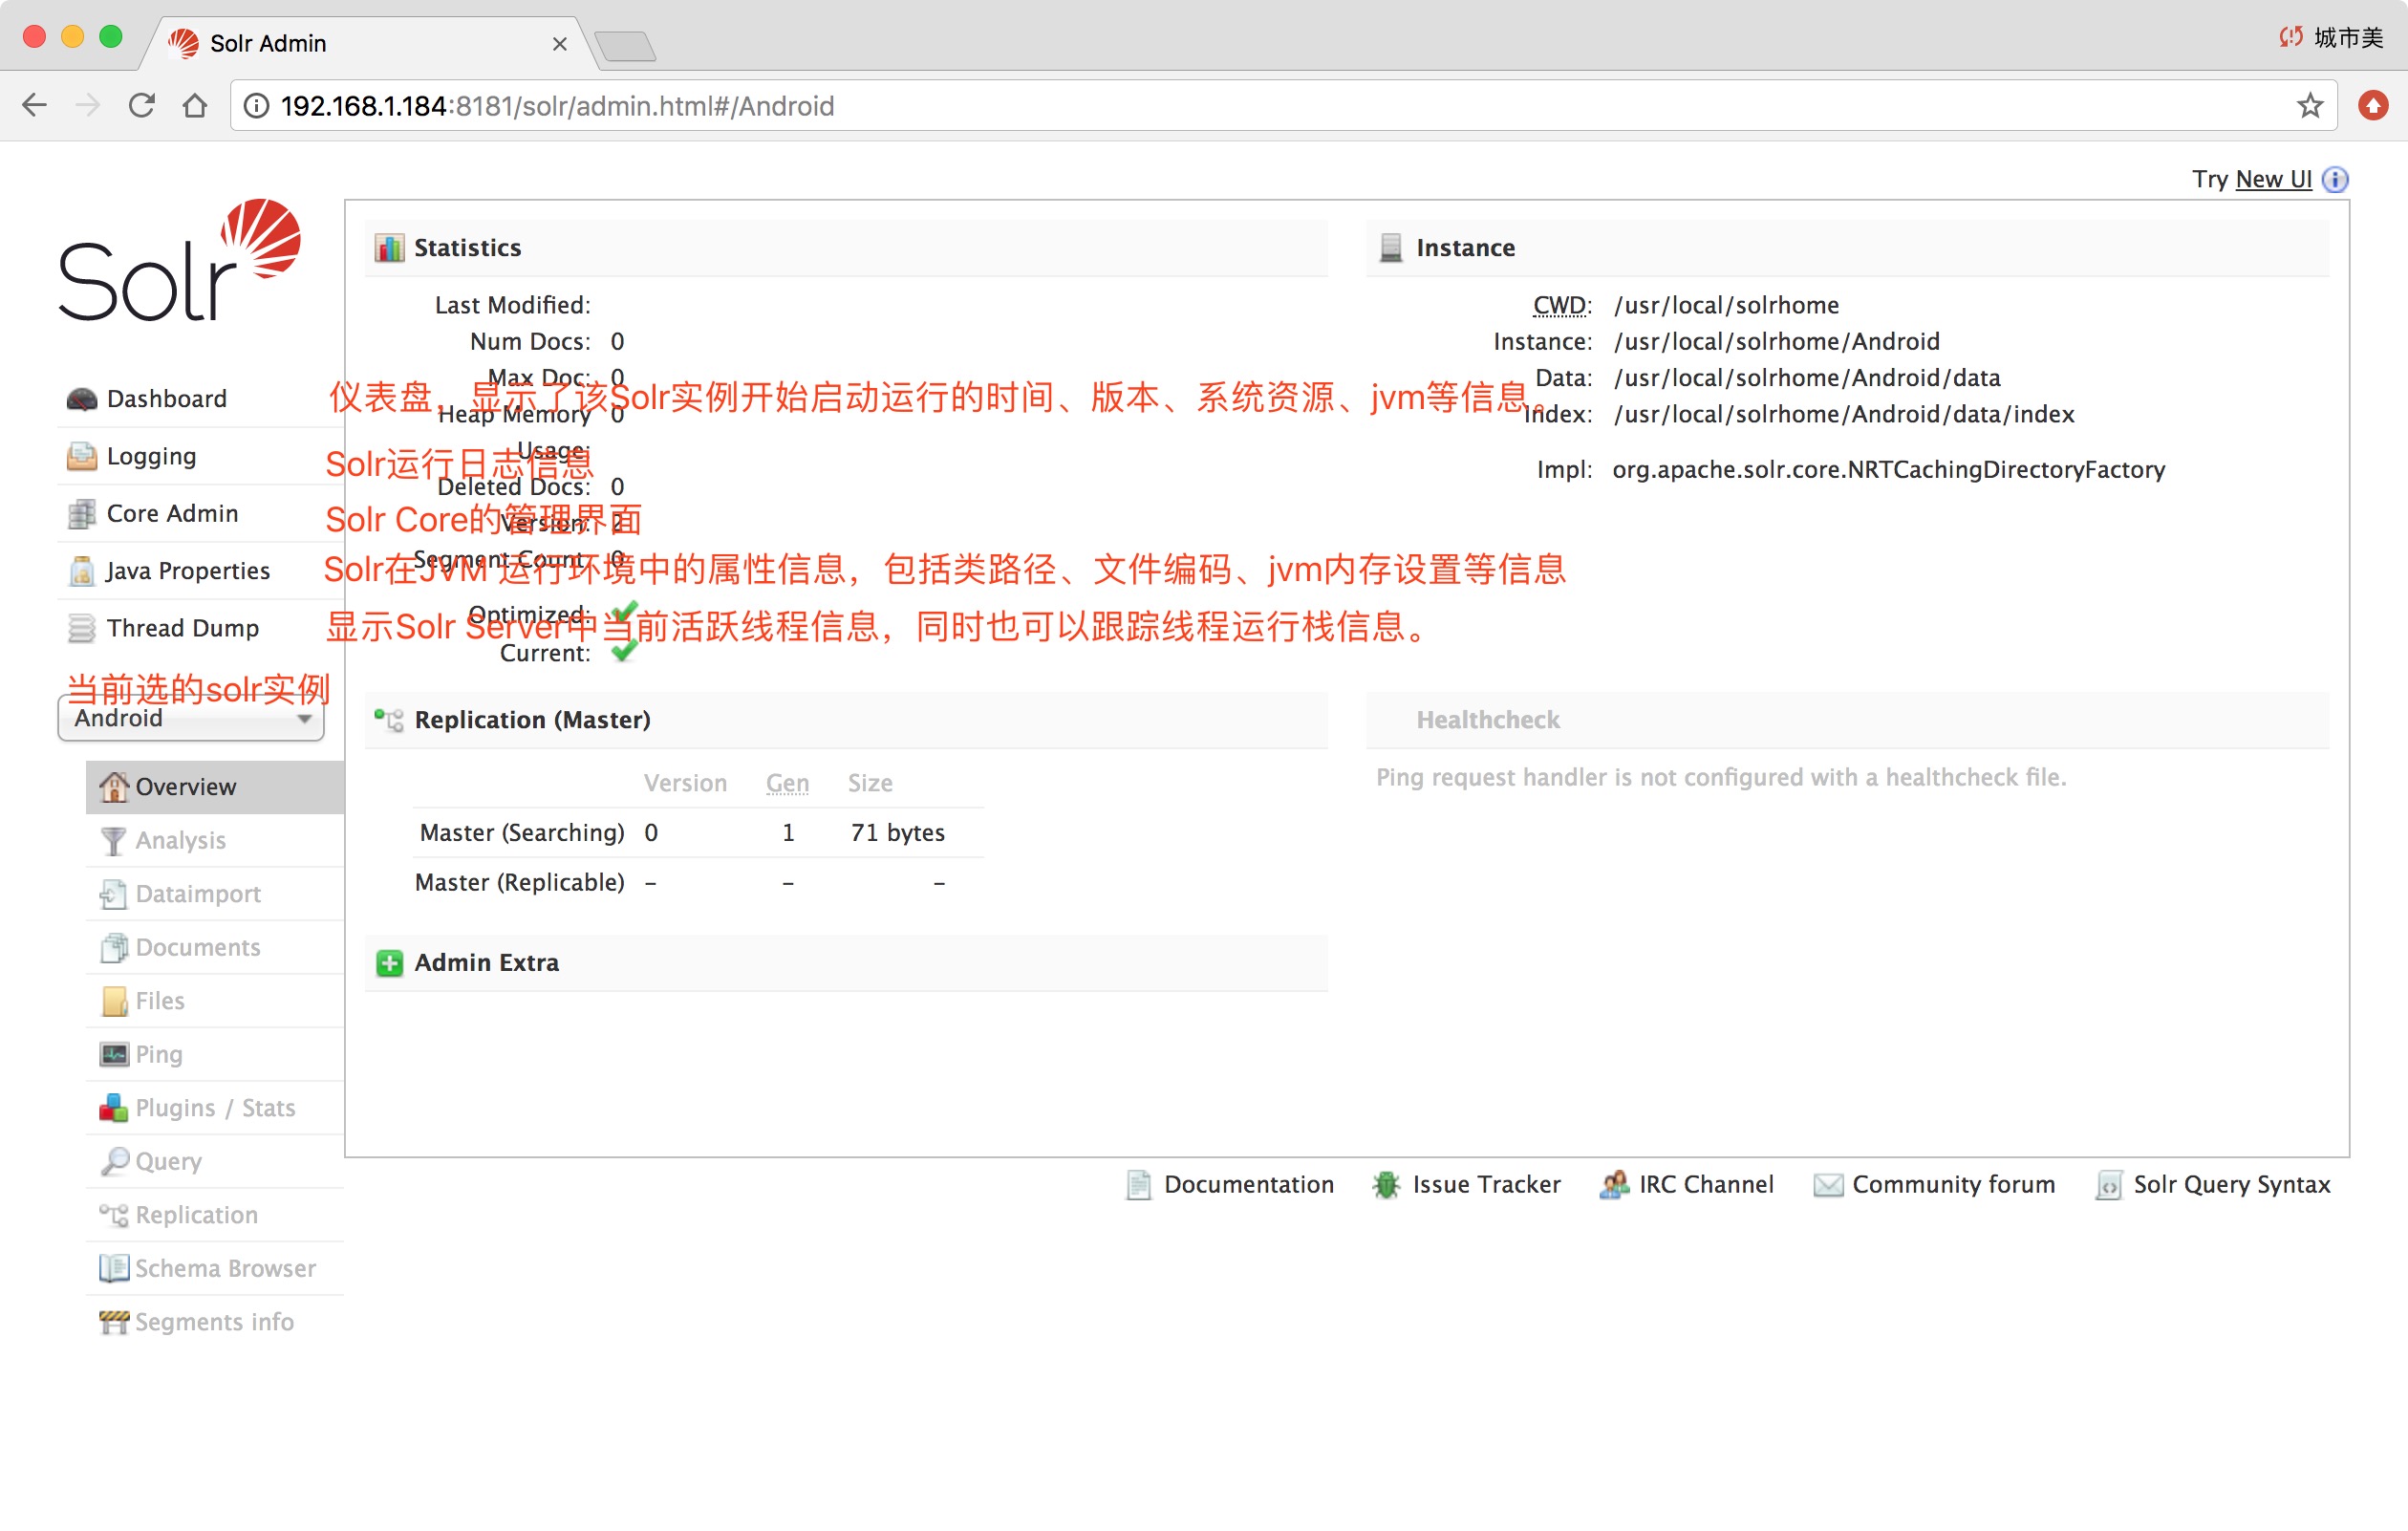 Solr Admin
城市美
192.168.1.184:8181/solr/admin.html#/Android
Try New UI
Solr
Dashboard
Logging
Core Admin
Java Properties
Thread Dump
当前选的solr实例
Android
Overview
Analysis
Dataimport
Documents
Files
Ping
Plugins / Stats
Query
Replication
Schema Browser
Segments info
Statistics
Last Modified:
Num Docs: 0
Max Doc: 0
仪表盘，显示了该Solr实例开始启动运行的时间、版本、系统资源、jvm等信息。
Heap Memory Usage: 0
Solr运行日志信息
Deleted Docs: 0
Solr Core的管理界面
Version: 2
Segment Count: 0
Solr在JVM 运行环境中的属性信息，包括类路径、文件编码、jvm内存设置等信息
Optimized:
显示Solr Server中当前活跃线程信息，同时也可以跟踪线程运行栈信息。
Current:
Instance
CWD: /usr/local/solrhome
Instance: /usr/local/solrhome/Android
Data: /usr/local/solrhome/Android/data
Index: /usr/local/solrhome/Android/data/index
Impl: org.apache.solr.core.NRTCachingDirectoryFactory
Replication (Master)
Version Gen Size
Master (Searching) 0 1 71 bytes
Master (Replicable) – – –
Healthcheck
Ping request handler is not configured with a healthcheck file.
Admin Extra
Documentation
Issue Tracker
IRC Channel
Community forum
Solr Query Syntax